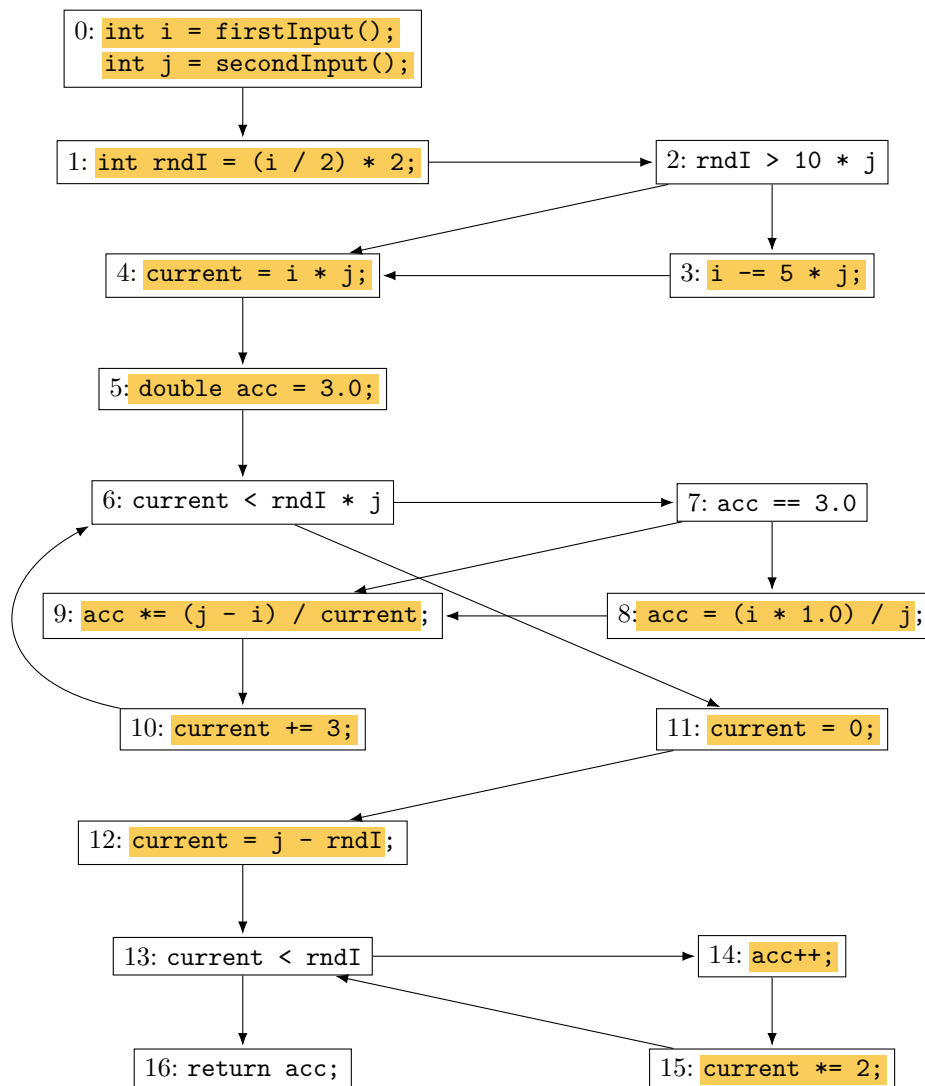 0: int i = firstInput();
int j = secondInput();
1: int rndI = (i / 2) * 2;
2: rndI > 10 * j
4: current = i * j;
3: i -= 5 * j;
5: double acc = 3.0;
6: current < rndI * j
7: acc == 3.0
9: acc *= (j - i) / current;
8: acc = (i * 1.0) / j;
10: current += 3;
11: current = 0;
12: current = j - rndI;
13: current < rndI
14: acc++;
16: return acc;
15: current *= 2;